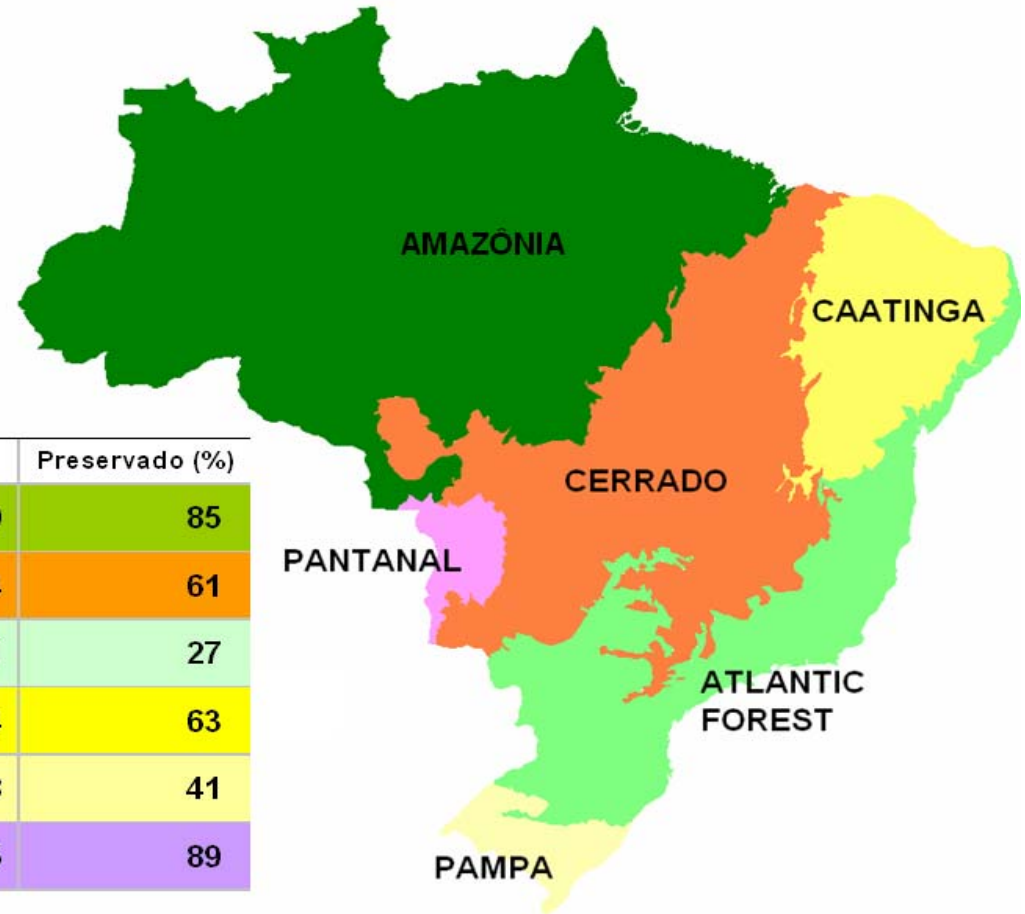 AMAZÔNIA
CAATINGA
Preservado (%)
CERRADO
85
PANTANAL
61
27
ATLANTIC
FOREST
63
41
PAMPA
89